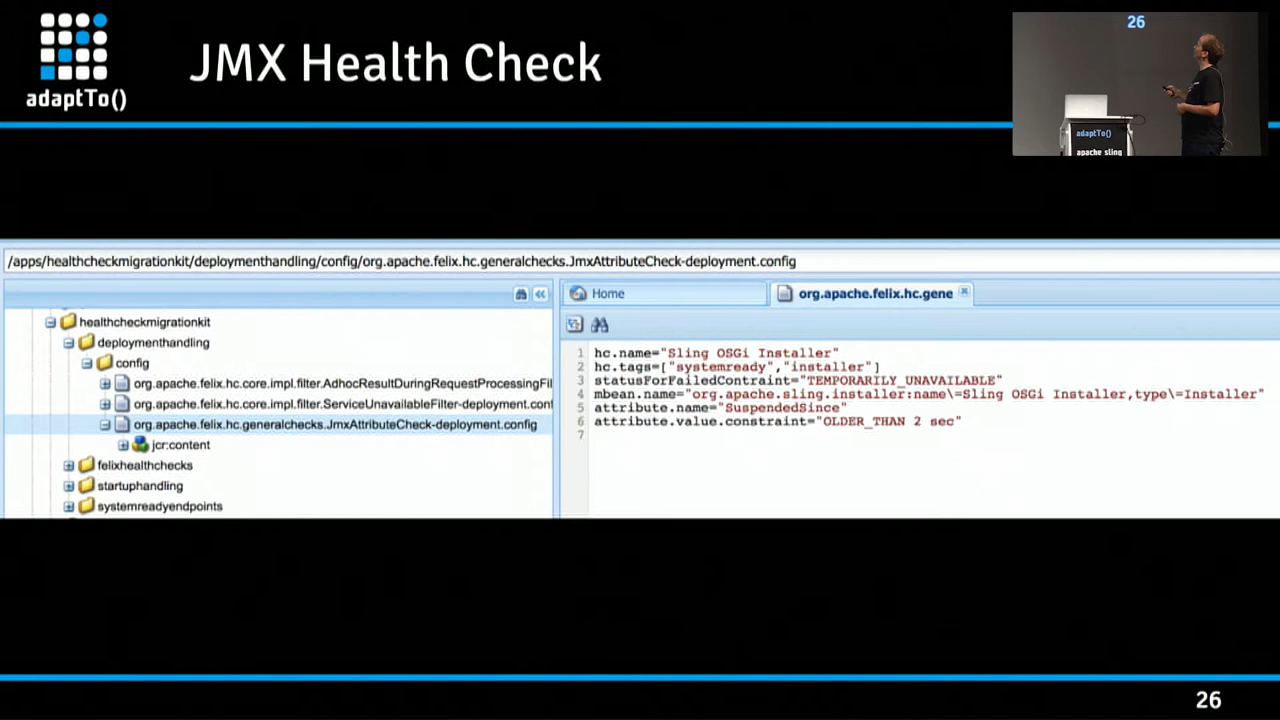 adaptTo()
JMX Health Check
26
adaptTo()
apache sling
/apps/healthcheckmigrationkit/deploymenthandling/config/org.apache.felix.hc.generalchecks.JmxAttributeCheck-deployment.config
healthcheckmigrationkit
deploymenthandling
config
org.apache.felix.hc.core.impl.filter.AdhocResultDuringRequestProcessingFil
org.apache.felix.hc.core.impl.filter.ServiceUnavailableFilter-deployment.conf
org.apache.felix.hc.generalchecks.JmxAttributeCheck-deployment.config
jcr:content
felixhealthchecks
startuphandling
systemreadyendpoints
Home
org.apache.felix.hc.gene
1 hc.name="Sling OSGi Installer"
2 hc.tags=["systemready","installer"]
3 statusForFailedContraint="TEMPORARILY_UNAVAILABLE"
4 mbean.name="org.apache.sling.installer:name\=Sling OSGi Installer,type\=Installer"
5 attribute.name="SuspendedSince"
6 attribute.value.constraint="OLDER_THAN 2 sec"
7
26